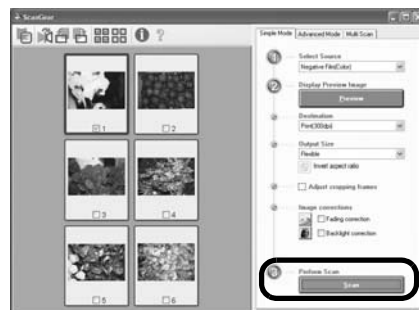 ScanGear
Simple Mode Advanced Mode Multi Scan
Select Source
Negative Film(Color)
Display Preview Image
Preview
Destination
Print(300dpi)
Output Size
Flexible
Invert aspect ratio
Adjust cropping frames
Image corrections
Fading correction
Backlight correction
Perform Scan
Scan
1
2
3
4
5
6